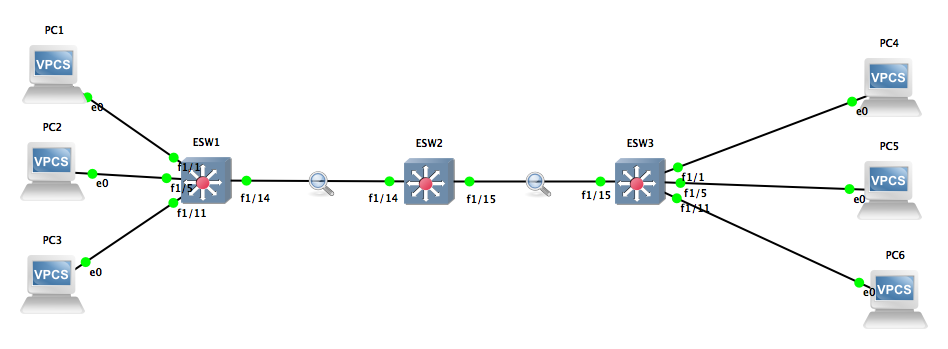 PC1
VPCS
e0
PC2
VPCS
e0
PC3
VPCS
e0
ESW1
f1/1
f1/5
f1/11
f1/14
ESW2
f1/14
f1/15
ESW3
f1/15
f1/1
f1/5
f1/11
PC4
VPCS
e0
PC5
VPCS
e0
PC6
VPCS
e0